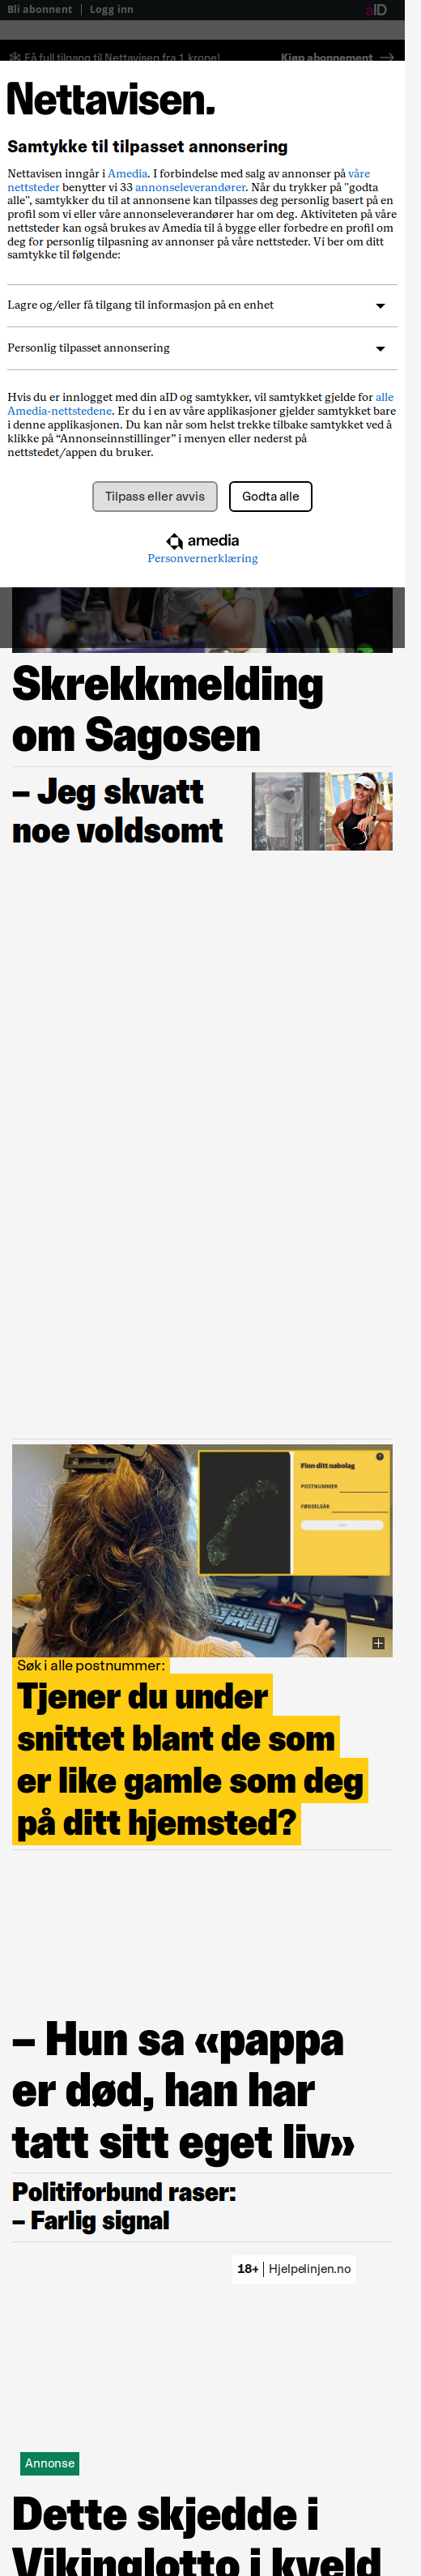 Bli abonnent
Logg inn
aID
Få full tilgang til Nettavisen fra 1 krone!
Kjøp abonnement
Nettavisen.
Samtykke til tilpasset annonsering
Nettavisen inngår i Amedia. I forbindelse med salg av annonser på våre
nettsteder benytter vi 33 annonseleverandører. Når du trykker på "godta
alle", samtykker du til at annonsene kan tilpasses deg personlig basert på en
profil som vi eller våre annonseleverandører har om deg. Aktiviteten på våre
nettsteder kan også brukes av Amedia til å bygge eller forbedre en profil om
deg for personlig tilpasning av annonser på våre nettsteder. Vi ber om ditt
samtykke til følgende:
Lagre og/eller få tilgang til informasjon på en enhet
Personlig tilpasset annonsering
Hvis du er innlogget med din aID og samtykker, vil samtykket gjelde for alle
Amedia-nettstedene. Er du i en av våre applikasjoner gjelder samtykket bare
i denne applikasjonen. Du kan når som helst trekke tilbake samtykket ved å
klikke på “Annonseinnstillinger” i menyen eller nederst på
nettstedet/appen du bruker.
Tilpass eller avvis
Godta alle
amedia
Personvernerklæring
Skrekkmelding
om Sagosen
– Jeg skvatt
noe voldsomt
Finn ditt nabolag
POSTNUMMER
FØDSELSÅR
Søk i alle postnummer:
Tjener du under
snittet blant de som
er like gamle som deg
på ditt hjemsted?
– Hun sa «pappa
er død, han har
tatt sitt eget liv»
Politiforbund raser:
– Farlig signal
18+ | Hjelpelinjen.no
Annonse
Dette skjedde i
Vikinglotto i kveld